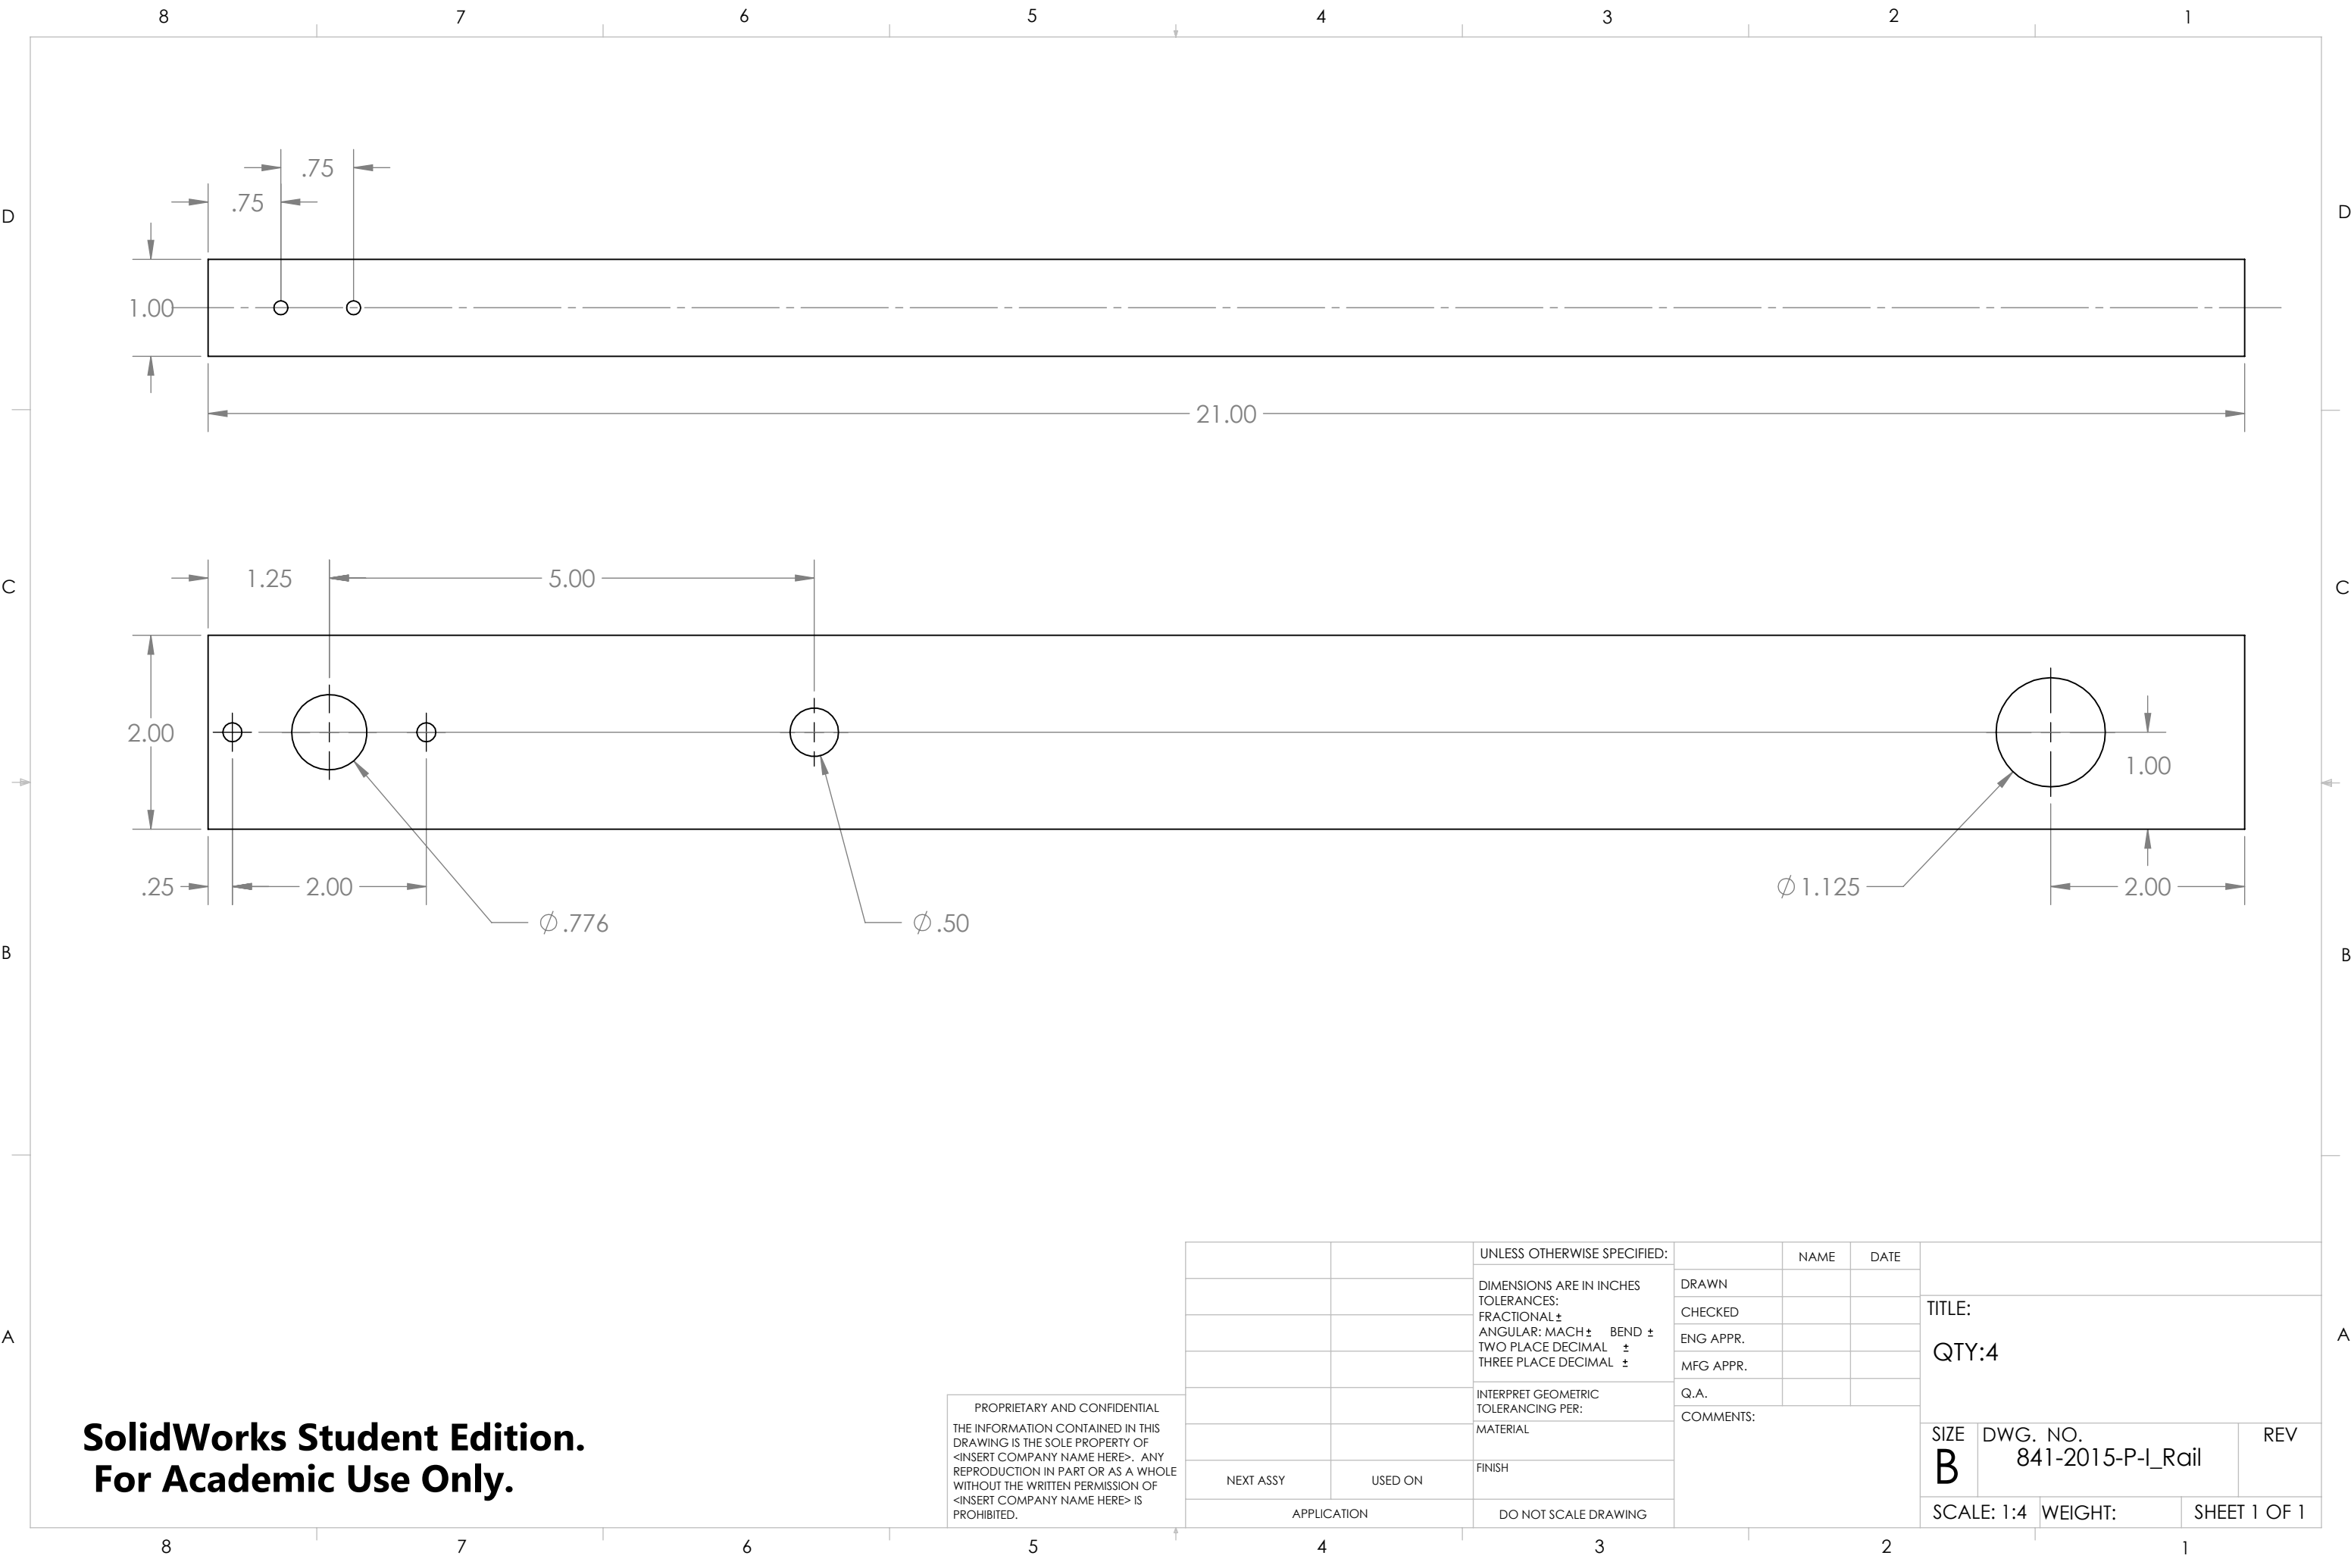 8 7 6 5 4 3 2 1
.75
.75
D D
1.00
21.00
1.25 5.00
C C
2.00
1.00
.25 2.00 ∅1.125 2.00
∅.776 ∅.50
B B
UNLESS OTHERWISE SPECIFIED:
DIMENSIONS ARE IN INCHES
TOLERANCES:
FRACTIONAL±
ANGULAR: MACH± BEND ±
TWO PLACE DECIMAL ±
THREE PLACE DECIMAL ±
INTERPRET GEOMETRIC
TOLERANCING PER:
MATERIAL
FINISH
DO NOT SCALE DRAWING
NAME DATE
DRAWN
CHECKED
ENG APPR.
MFG APPR.
Q.A.
COMMENTS:
TITLE:
QTY:4
A A
SIZE DWG. NO. REV
B 841-2015-P-I_Rail
SCALE: 1:4 WEIGHT: SHEET 1 OF 1
NEXT ASSY USED ON
APPLICATION
PROPRIETARY AND CONFIDENTIAL
THE INFORMATION CONTAINED IN THIS
DRAWING IS THE SOLE PROPERTY OF
<INSERT COMPANY NAME HERE>. ANY
REPRODUCTION IN PART OR AS A WHOLE
WITHOUT THE WRITTEN PERMISSION OF
<INSERT COMPANY NAME HERE> IS
PROHIBITED.
SolidWorks Student Edition.
For Academic Use Only.
8 7 6 5 4 3 2 1